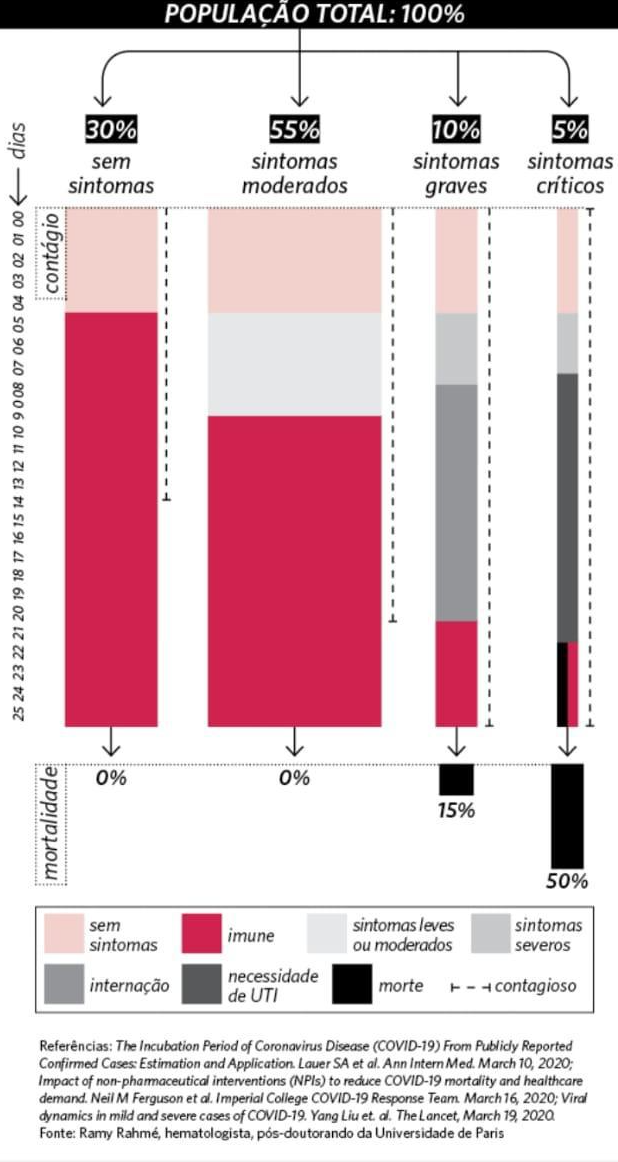 POPULAÇÃO TOTAL: 100%
30%
sem
sintomas
55%
sintomas
moderados
10%
sintomas
graves
5%
sintomas
críticos
dias
contágio
00
01
02
03
04
05
06
07
08
9 0
10
11
12
13
14
15
16
17
18
19
20
21
22
23
24
25
mortalidade
0%
0%
15%
50%
sem
sintomas
imune
sintomas leves
ou moderados
sintomas
severos
internação
necessidade
de UTI
morte
contagioso
Referências: The Incubation Period of Coronavirus Disease (COVID-19) From Publicly Reported
Confirmed Cases: Estimation and Application. Lauer SA et al. Ann Intern Med. March 10, 2020;
Impact of non-pharmaceutical interventions (NPIs) to reduce COVID-19 mortality and healthcare
demand. Neil M Ferguson et al. Imperial College COVID-19 Response Team. March 16, 2020; Viral
dynamics in mild and severe cases of COVID-19. Yang Liu et. al. The Lancet, March 19, 2020.
Fonte: Ramy Rahmé, hematologista, pós-doutorando da Universidade de Paris